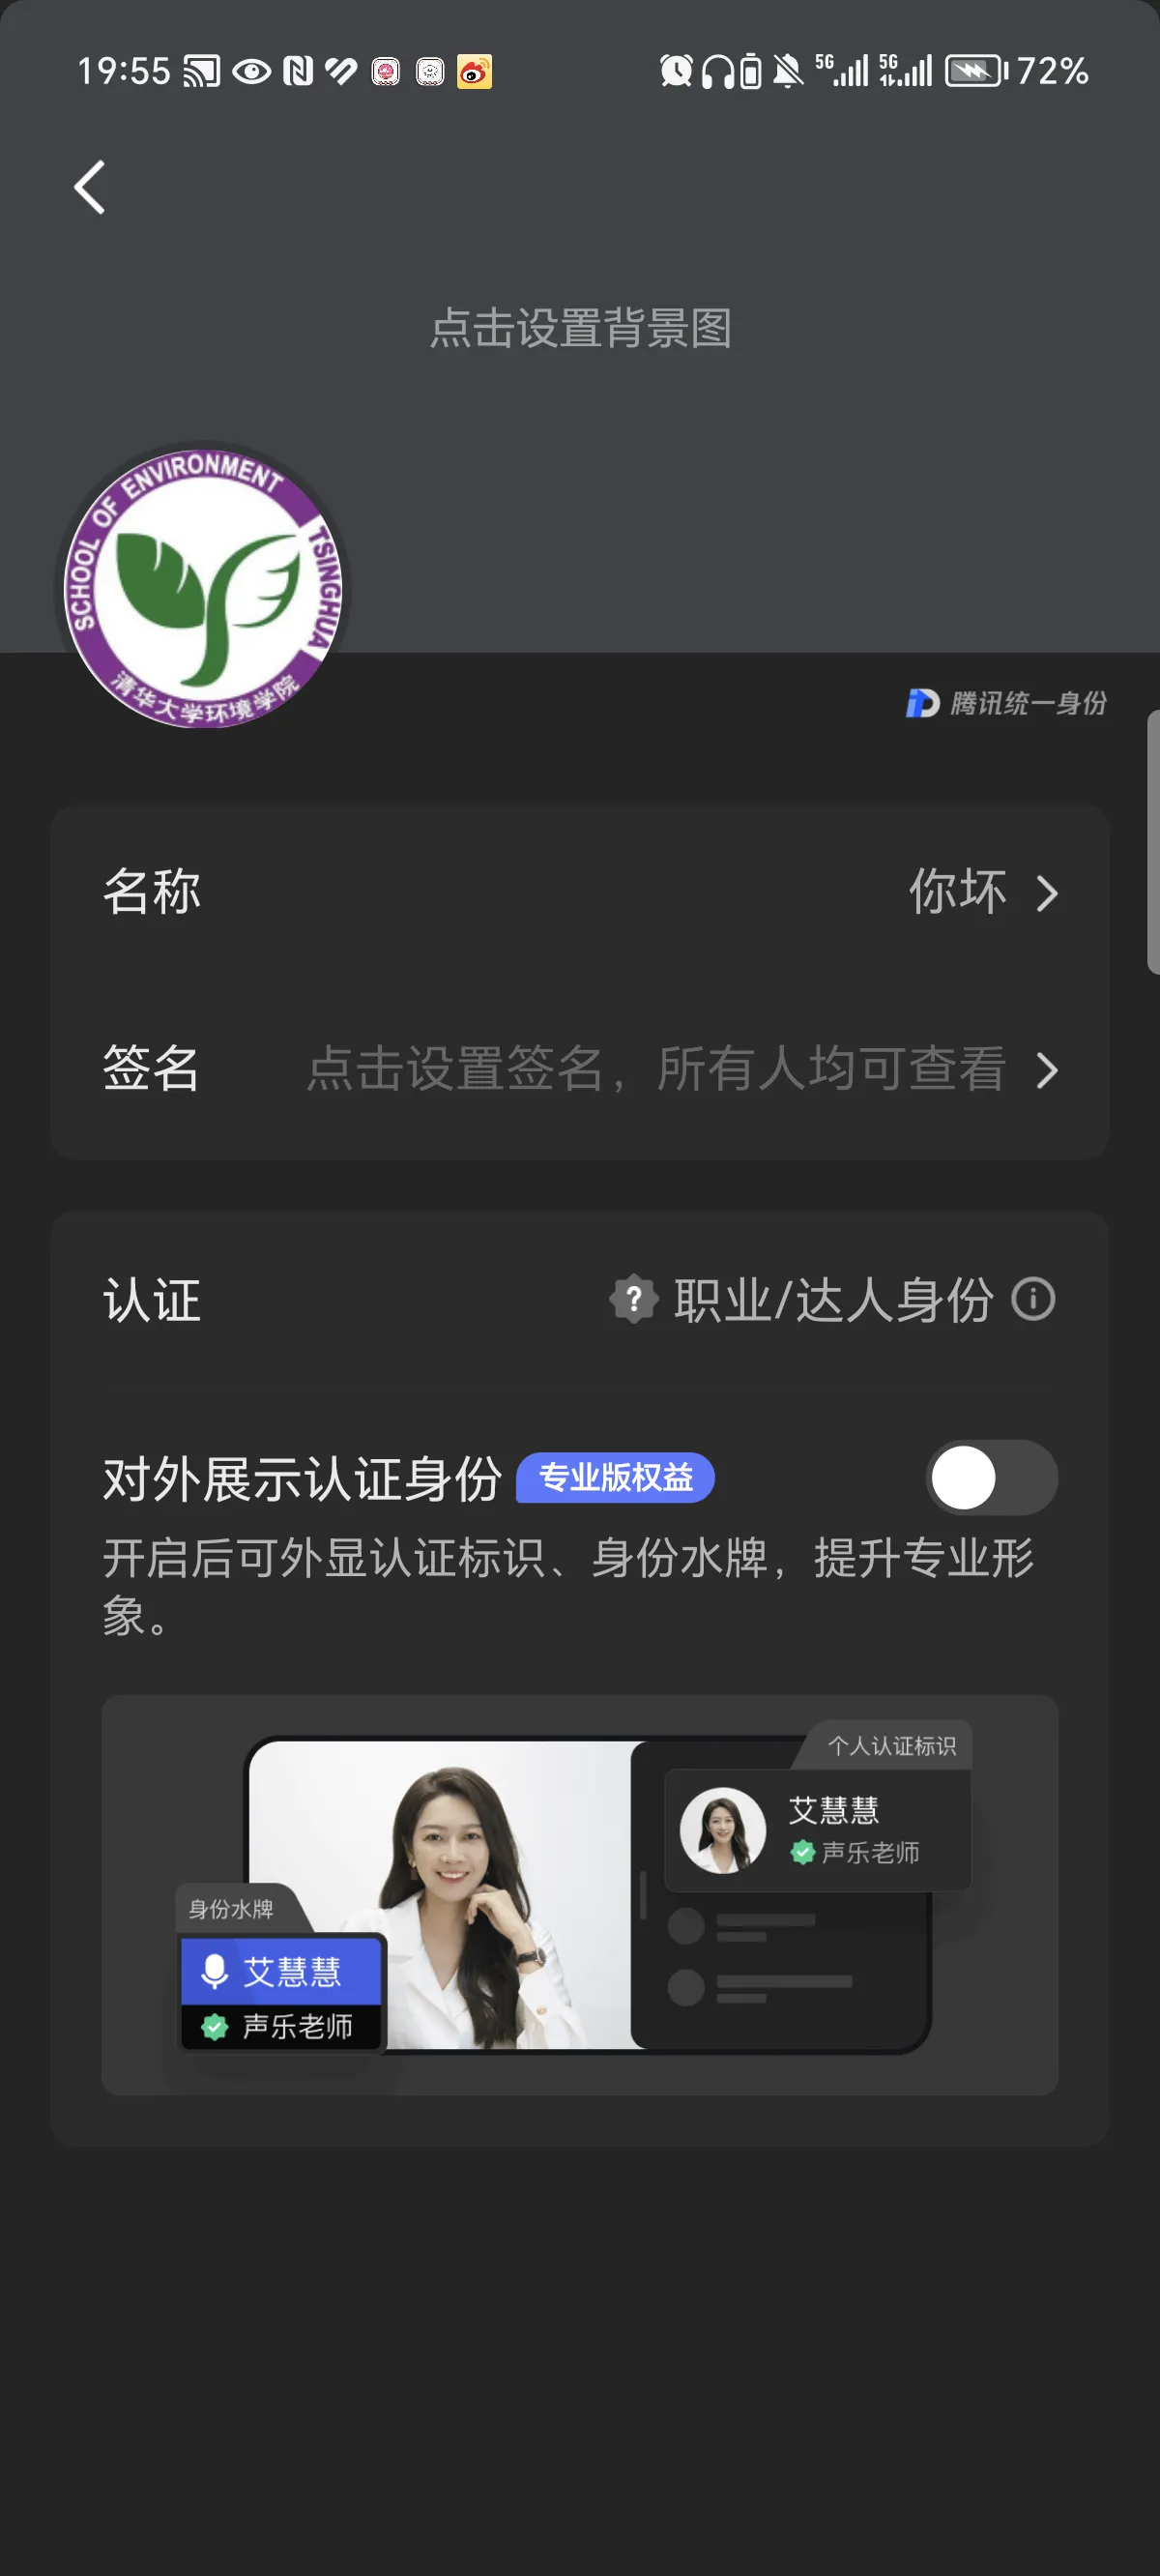 19:55
5G
5G
72%
点击设置背景图
SCHOOL OF ENVIRONMENT TSINGHUA
清华大学环境学院
腾讯统一身份
名称
你坏
签名
点击设置签名，所有人均可查看
认证
? 职业/达人身份
对外展示认证身份 专业版权益
开启后可外显认证标识、身份水牌，提升专业形
象。
个人认证标识
艾慧慧
声乐老师
身份水牌
艾慧慧
声乐老师